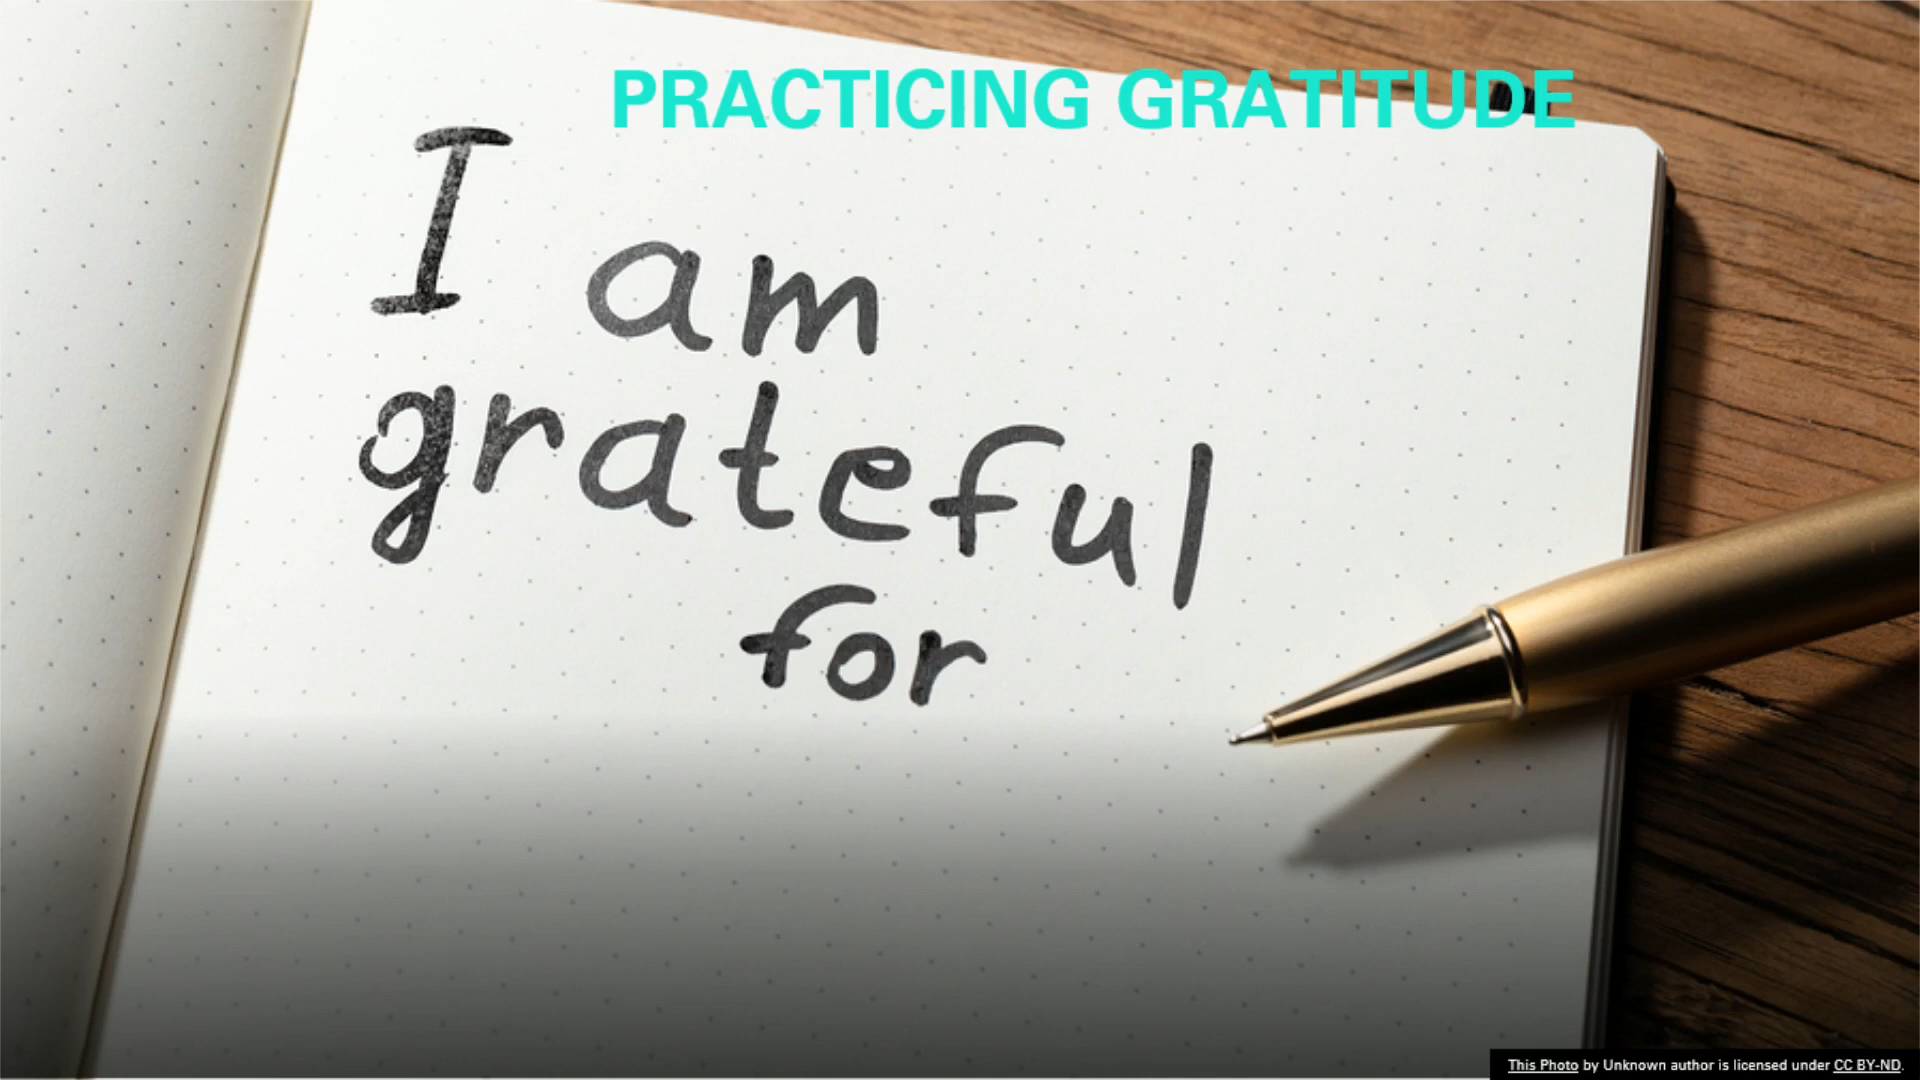 PRACTICING GRATITUDE
I am
grateful
for
This Photo by Unknown author is licensed under CC BY-ND.